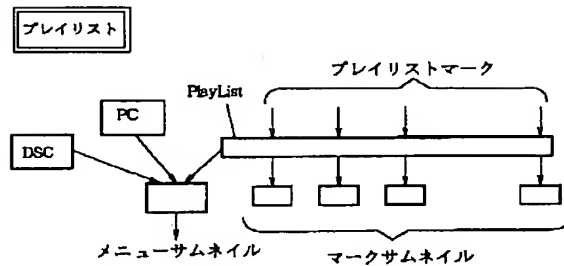 プレイリスト
プレイリストマーク
PlayList
PC
DSC
メニューサムネイル
マークサムネイル